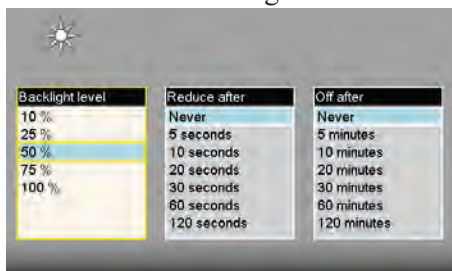 Backlight level
10 %
25 %
50 %
75 %
100 %
Reduce after
Never
5 seconds
10 seconds
20 seconds
30 seconds
60 seconds
120 seconds
Off after
Never
5 minutes
10 minutes
20 minutes
30 minutes
60 minutes
120 minutes